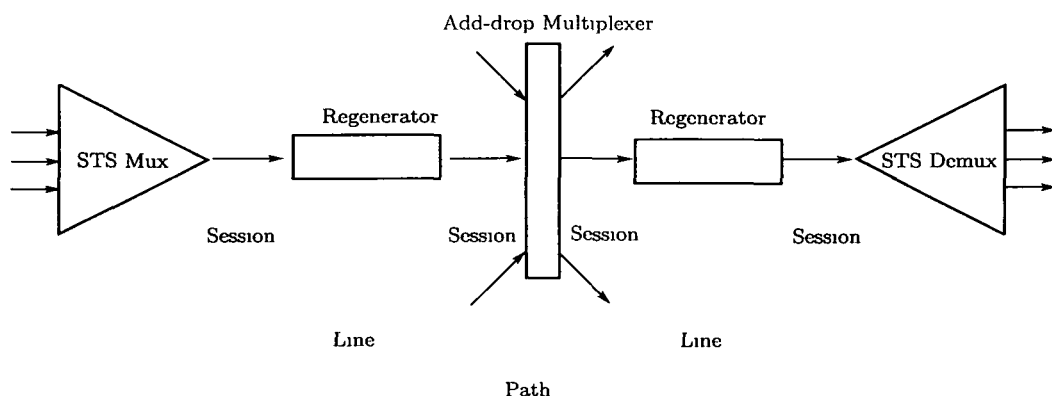 Add-drop Multiplexer
Regenerator
Regenerator
STS Mux
STS Demux
Session
Session
Session
Session
Line
Line
Path